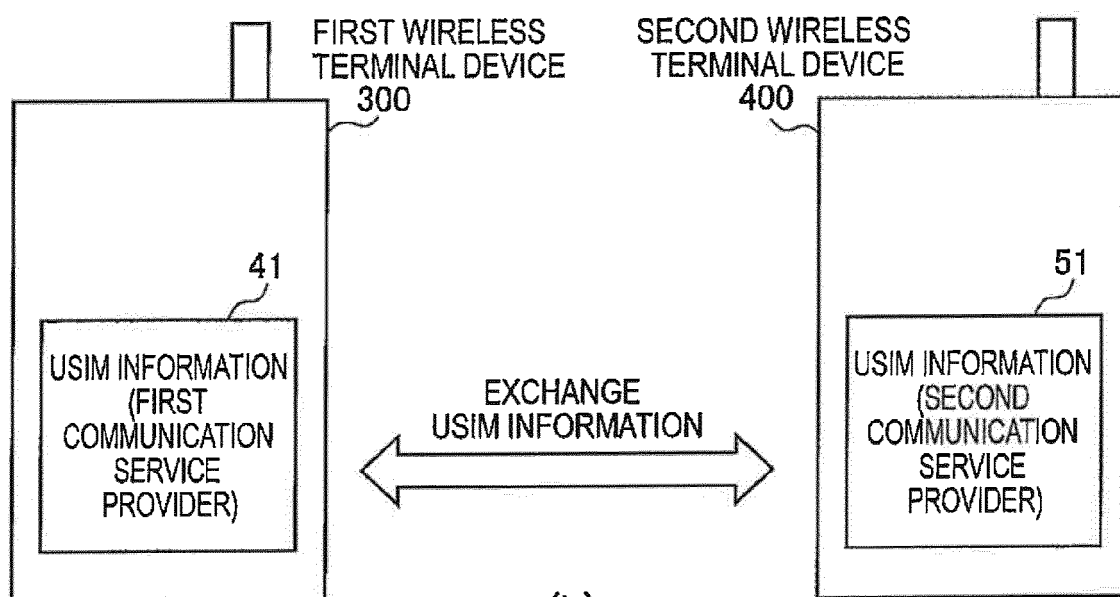 FIRST WIRELESS
TERMINAL DEVICE
300
SECOND WIRELESS
TERMINAL DEVICE
400
41
USIM INFORMATION
(FIRST
COMMUNICATION
SERVICE
PROVIDER)
EXCHANGE
USIM INFORMATION
51
USIM INFORMATION
(SECOND
COMMUNICATION
SERVICE
PROVIDER)